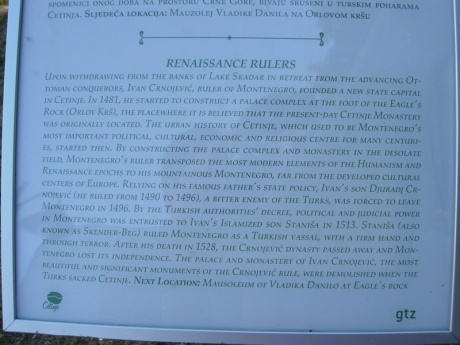 SPOMENICI ONOG DOBA NA PROSTORU CRNE GORE, BIVAJU SRUŠENI U TURSKIM POHARAMA
CETINJA. SLJEDEĆA LOKACIJA: MAUZOLEJ VLADIKE DANILA NA ORLOVOM KRŠU
RENAISSANCE RULERS
UPON WITHDRAWING FROM THE BANKS OF LAKE SKADAR IN RETREAT FROM THE ADVANCING OT-
TOMAN CONQUERORS, IVAN CRNOJEVIĆ, RULER OF MONTENEGRO, FOUNDED A NEW STATE CAPITAL
IN CETINJE. IN 1481, HE STARTED TO CONSTRUCT A PALACE COMPLEX AT THE FOOT OF THE EAGLE'S
ROCK (ORLOV KRŠ), THE PLACEWHERE IT IS BELIEVED THAT THE PRESENT-DAY CETINJE MONASTERY
WAS ORIGINALLY LOCATED. THE URBAN HISTORY OF CETINJE, WHICH USED TO BE MONTENEGRO'S
MOST IMPORTANT POLITICAL, CULTURAL, ECONOMIC AND RELIGIOUS CENTRE FOR MANY CENTURI-
ES, STARTED THEN. BY CONSTRUCTING THE PALACE COMPLEX AND MONASTERY IN THE DESOLATE
FIELD, MONTENEGRO'S RULER TRANSPOSED THE MOST MODERN ELEMENTS OF THE HUMANISM AND
RENAISSANCE EPOCHS TO HIS MOUNTAINOUS MONTENEGRO, FAR FROM THE DEVELOPED CULTURAL
CENTERS OF EUROPE. RELYING ON HIS FAMOUS FATHER'S STATE POLICY, IVAN'S SON DJURADJ CR-
NOJEVIĆ (HE RULED FROM 1490 TO 1496), A BITTER ENEMY OF THE TURKS, WAS FORCED TO LEAVE
MONTENEGRO IN 1496. BY THE TURKISH AUTHORITIES' DECREE, POLITICAL AND JUDICIAL POWER
IN MONTENEGRO WAS ENTRUSTED TO IVAN'S ISLAMIZED SON STANIŠA IN 1513. STANIŠA (ALSO
KNOWN AS SKENDER-BEG) RULED MONTENEGRO AS A TURKISH VASSAL, WITH A FIRM HAND AND
THROUGH TERROR. AFTER HIS DEATH IN 1528, THE CRNOJEVIĆ DYNASTY PASSED AWAY AND MON-
TENEGRO LOST ITS INDEPENDENCE. THE PALACE AND MONASTERY OF IVAN CRNOJEVIĆ, THE MOST
BEAUTIFUL AND SIGNIFICANT MONUMENTS OF THE CRNOJEVIĆ RULE, WERE DEMOLISHED WHEN THE
TURKS SACKED CETINJE. NEXT LOCATION: MAUSOLEUM OF VLADIKA DANILO AT EAGLE'S ROCK
Cetinje
gtz